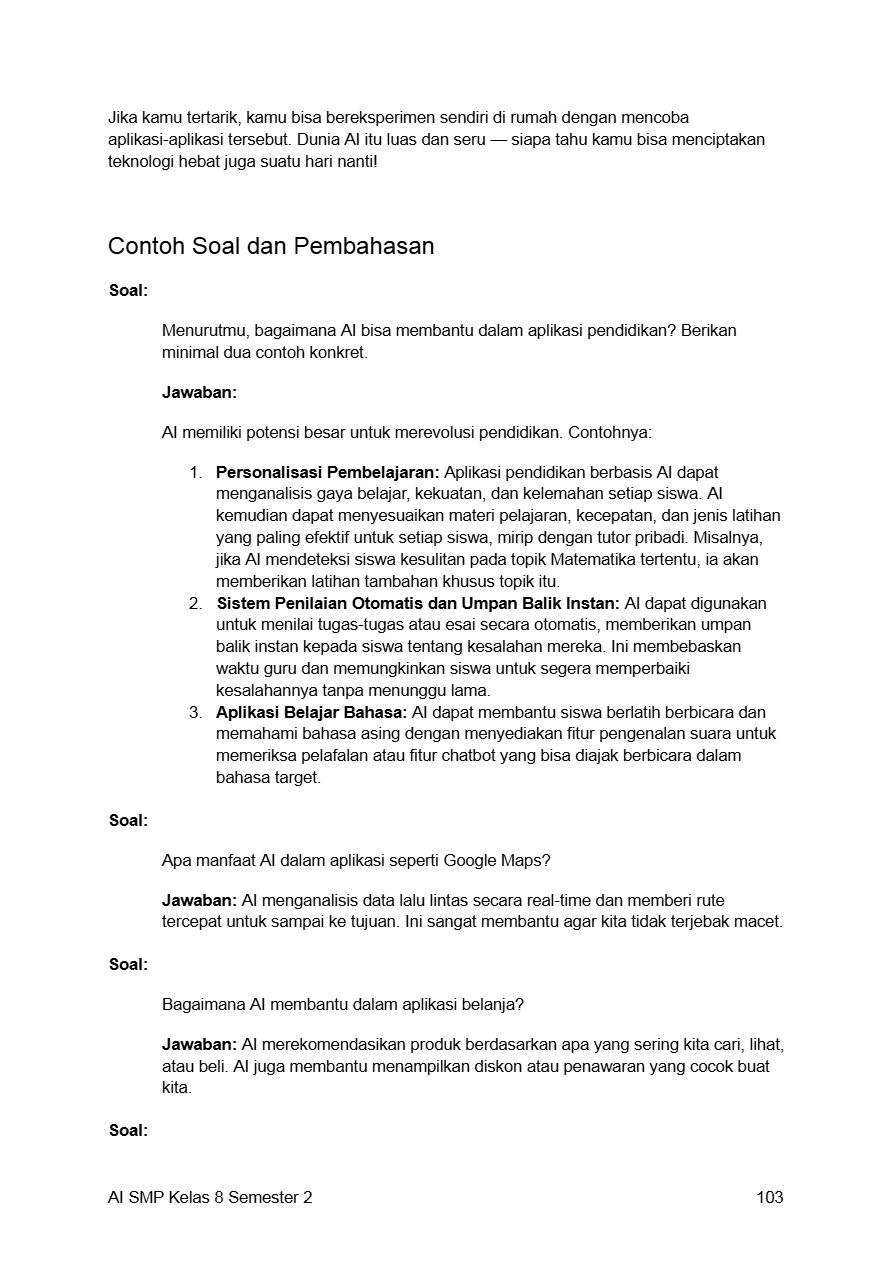 Jika kamu tertarik, kamu bisa bereksperimen sendiri di rumah dengan mencoba
aplikasi-aplikasi tersebut. Dunia AI itu luas dan seru — siapa tahu kamu bisa menciptakan
teknologi hebat juga suatu hari nanti!
Contoh Soal dan Pembahasan
Soal:
Menurutmu, bagaimana AI bisa membantu dalam aplikasi pendidikan? Berikan
minimal dua contoh konkret.
Jawaban:
AI memiliki potensi besar untuk merevolusi pendidikan. Contohnya:
1. Personalisasi Pembelajaran: Aplikasi pendidikan berbasis AI dapat
menganalisis gaya belajar, kekuatan, dan kelemahan setiap siswa. AI
kemudian dapat menyesuaikan materi pelajaran, kecepatan, dan jenis latihan
yang paling efektif untuk setiap siswa, mirip dengan tutor pribadi. Misalnya,
jika AI mendeteksi siswa kesulitan pada topik Matematika tertentu, ia akan
memberikan latihan tambahan khusus topik itu.
2. Sistem Penilaian Otomatis dan Umpan Balik Instan: AI dapat digunakan
untuk menilai tugas-tugas atau esai secara otomatis, memberikan umpan
balik instan kepada siswa tentang kesalahan mereka. Ini membebaskan
waktu guru dan memungkinkan siswa untuk segera memperbaiki
kesalahannya tanpa menunggu lama.
3. Aplikasi Belajar Bahasa: AI dapat membantu siswa berlatih berbicara dan
memahami bahasa asing dengan menyediakan fitur pengenalan suara untuk
memeriksa pelafalan atau fitur chatbot yang bisa diajak berbicara dalam
bahasa target.
Soal:
Apa manfaat AI dalam aplikasi seperti Google Maps?
Jawaban: AI menganalisis data lalu lintas secara real-time dan memberi rute
tercepat untuk sampai ke tujuan. Ini sangat membantu agar kita tidak terjebak macet.
Soal:
Bagaimana AI membantu dalam aplikasi belanja?
Jawaban: AI merekomendasikan produk berdasarkan apa yang sering kita cari, lihat,
atau beli. AI juga membantu menampilkan diskon atau penawaran yang cocok buat
kita.
Soal:
AI SMP Kelas 8 Semester 2 103